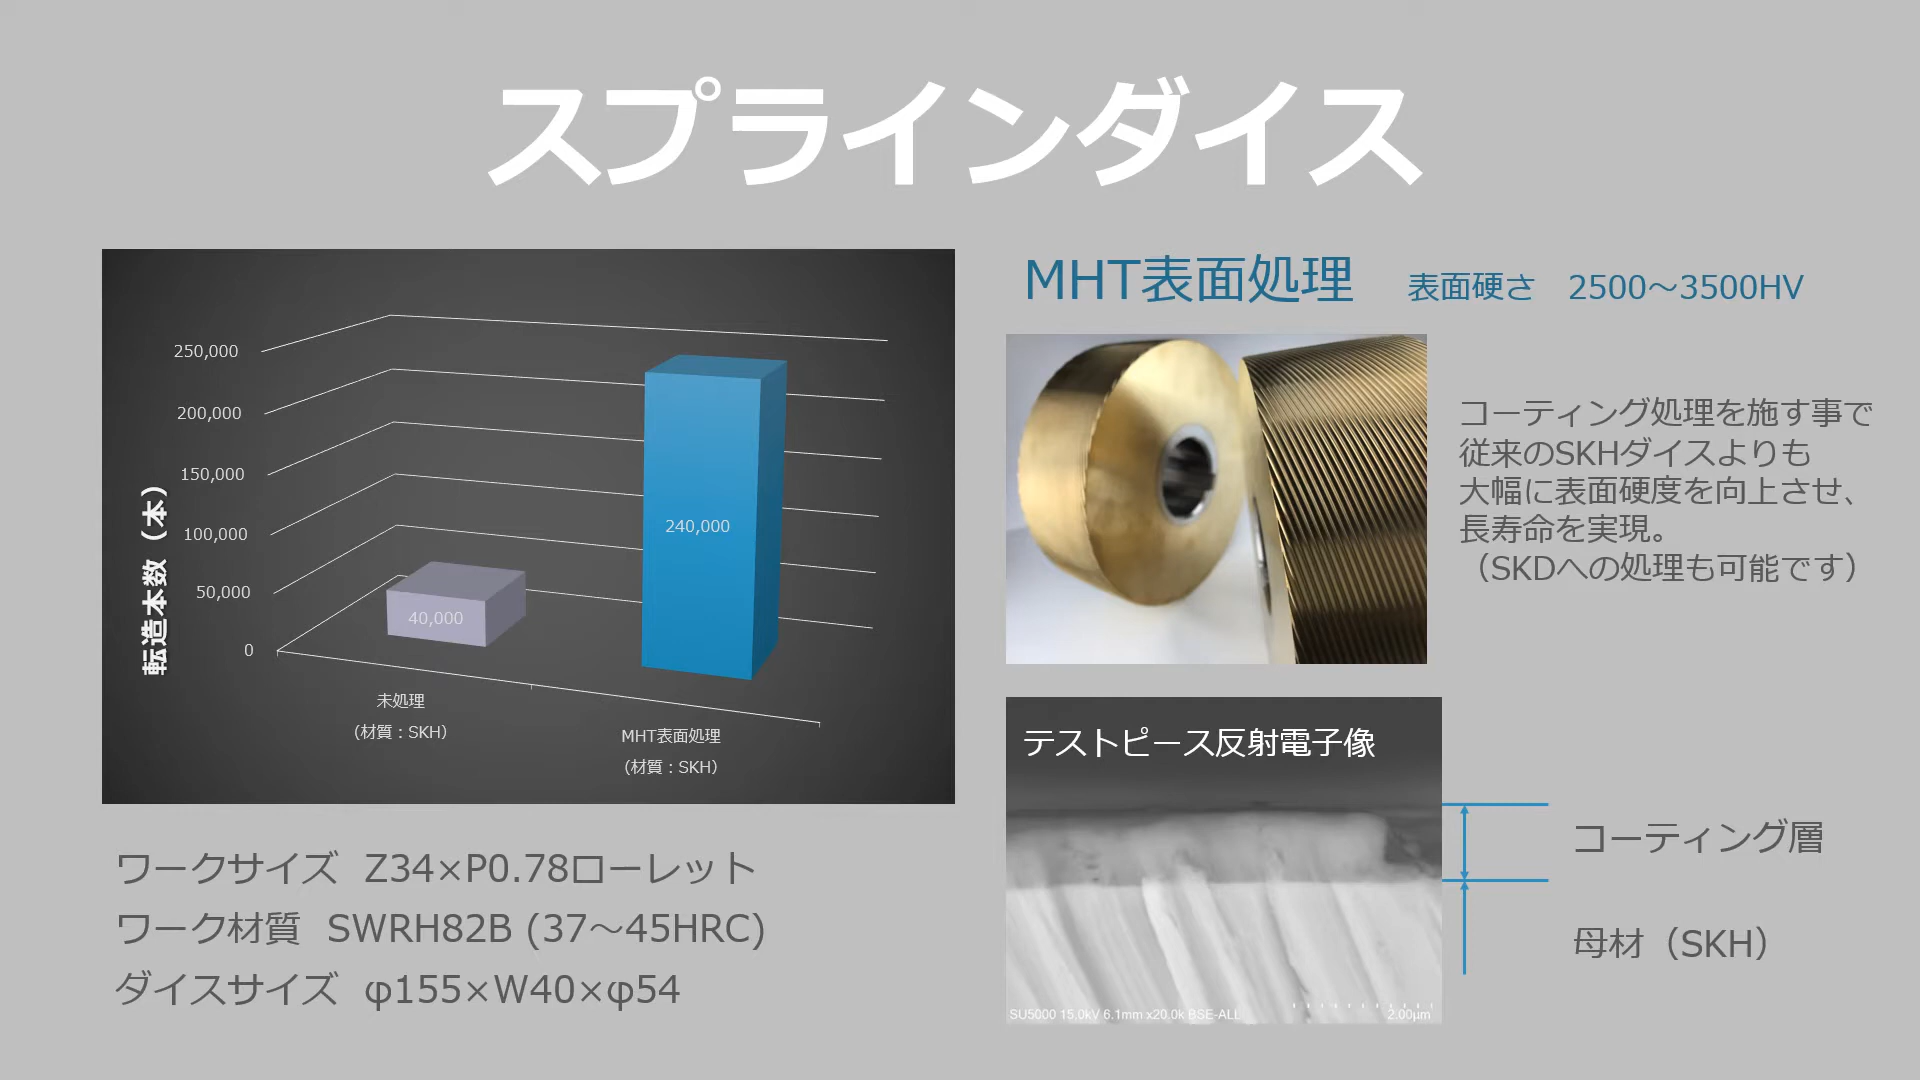 スプラインダイス
250,000
200,000
150,000
100,000
50,000
0
転造本数（本）
40,000
240,000
未処理
（材質：SKH）
MHT表面処理
（材質：SKH）
ワークサイズ Z34×P0.78ローレット
ワーク材質 SWRH82B (37～45HRC)
ダイスサイズ φ155×W40×φ54
MHT表面処理 表面硬さ 2500～3500HV
コーティング処理を施す事で
従来のSKHダイスよりも
大幅に表面硬度を向上させ、
長寿命を実現。
（SKDへの処理も可能です）
テストピース反射電子像
SU5000 15.0kV 6.1mm x20.0k BSE-ALL 2.00μm
コーティング層
母材（SKH）